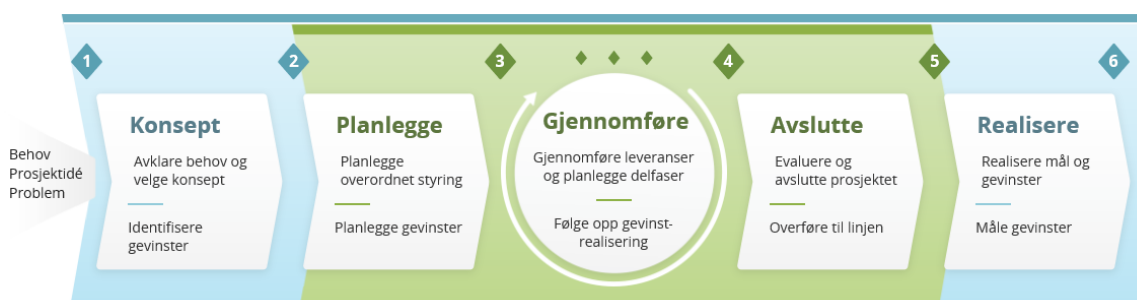 1
2
3
4
5
6
Behov
Prosjektidé
Problem
Konsept
Avklare behov og
velge konsept
Identifisere
gevinster
Planlegge
Planlegge
overordnet styring
Planlegge gevinster
Gjennomføre
Gjennomføre leveranser
og planlegge delfaser
Følge opp gevinst-
realisering
Avslutte
Evaluere og
avslutte prosjektet
Overføre til linjen
Realisere
Realisere mål og
gevinster
Måle gevinster